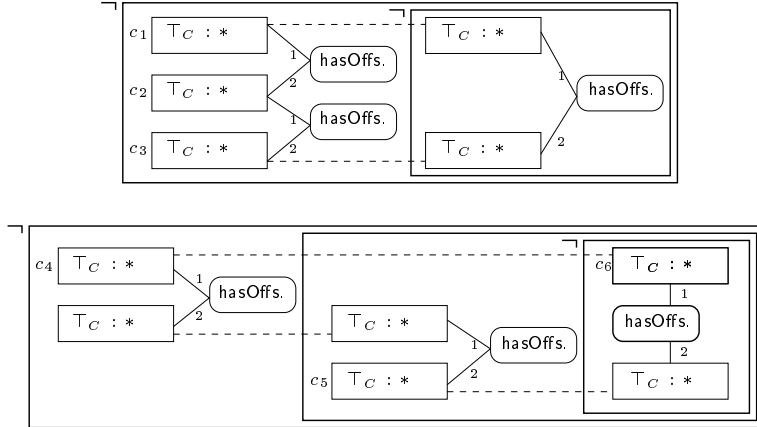 ¬ ¬
c1 ⊤C : * ⊤C : *
1 hasOffs. 1
c2 ⊤C : * 2 hasOffs.
1 hasOffs.
c3 ⊤C : * 2 ⊤C : * 2
¬ ¬
c4 ⊤C : * c6 ⊤C : *
1 hasOffs. 1
⊤C : * 2 ⊤C : * hasOffs.
1 hasOffs. 2
c5 ⊤C : * 2 ⊤C : *